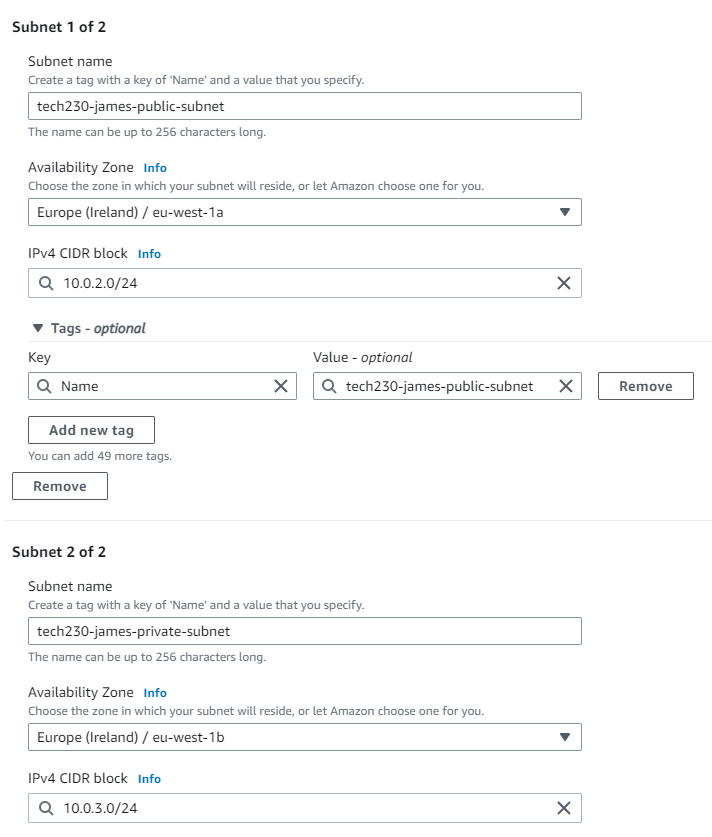 Subnet 1 of 2
Subnet name
Create a tag with a key of 'Name' and a value that you specify.
tech230-james-public-subnet
The name can be up to 256 characters long.
Availability Zone Info
Choose the zone in which your subnet will reside, or let Amazon choose one for you.
Europe (Ireland) / eu-west-1a
IPv4 CIDR block Info
10.0.2.0/24
Tags - optional
Key Value - optional
Name tech230-james-public-subnet Remove
Add new tag
You can add 49 more tags.
Remove
Subnet 2 of 2
Subnet name
Create a tag with a key of 'Name' and a value that you specify.
tech230-james-private-subnet
The name can be up to 256 characters long.
Availability Zone Info
Choose the zone in which your subnet will reside, or let Amazon choose one for you.
Europe (Ireland) / eu-west-1b
IPv4 CIDR block Info
10.0.3.0/24